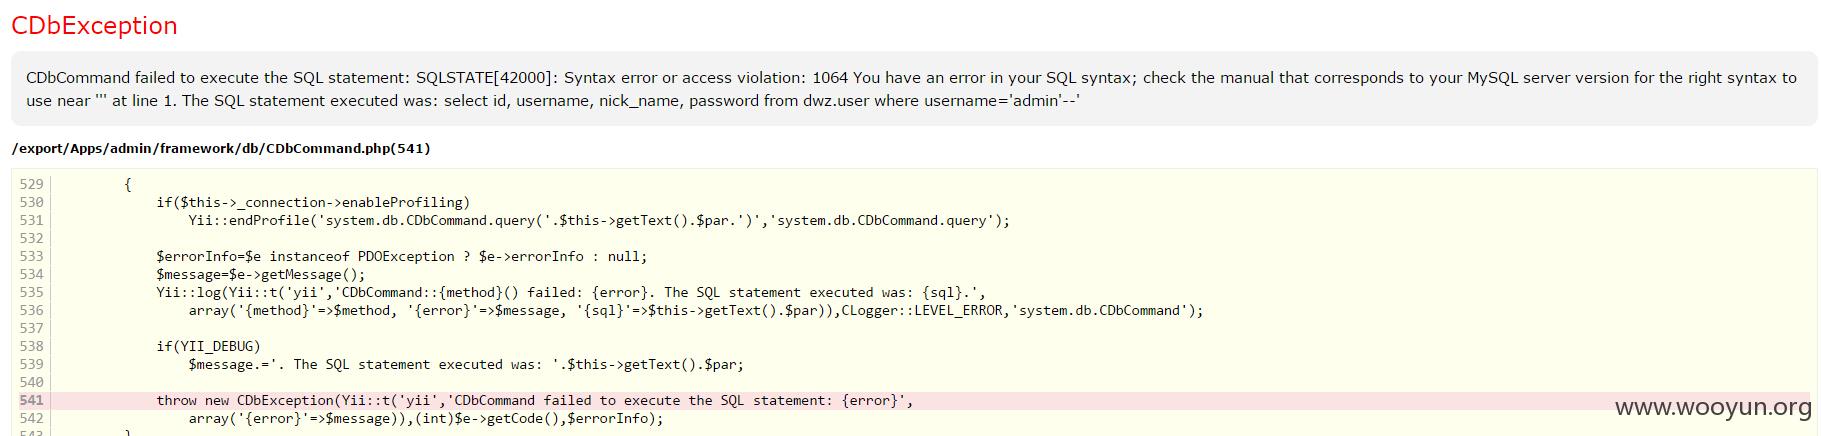 CDbException
CDbCommand failed to execute the SQL statement: SQLSTATE[42000]: Syntax error or access violation: 1064 You have an error in your SQL syntax; check the manual that corresponds to your MySQL server version for the right syntax to
use near ''' at line 1. The SQL statement executed was: select id, username, nick_name, password from dwz.user where username='admin'--'
/export/Apps/admin/framework/db/CDbCommand.php(541)
529 {
530 if($this->_connection->enableProfiling)
531 Yii::endProfile('system.db.CDbCommand.query('.$this->getText().$par.')','system.db.CDbCommand.query');
532
533 $errorInfo=$e instanceof PDOException ? $e->errorInfo : null;
534 $message=$e->getMessage();
535 Yii::log(Yii::t('yii','CDbCommand::{method}() failed: {error}. The SQL statement executed was: {sql}.',
536 array('{method}'=>$method, '{error}'=>$message, '{sql}'=>$this->getText().$par)),CLogger::LEVEL_ERROR,'system.db.CDbCommand');
537
538 if(YII_DEBUG)
539 $message.='. The SQL statement executed was: '.$this->getText().$par;
540
541 throw new CDbException(Yii::t('yii','CDbCommand failed to execute the SQL statement: {error}',
542 array('{error}'=>$message)),(int)$e->getCode(),$errorInfo);
543 }
www.wooyun.org